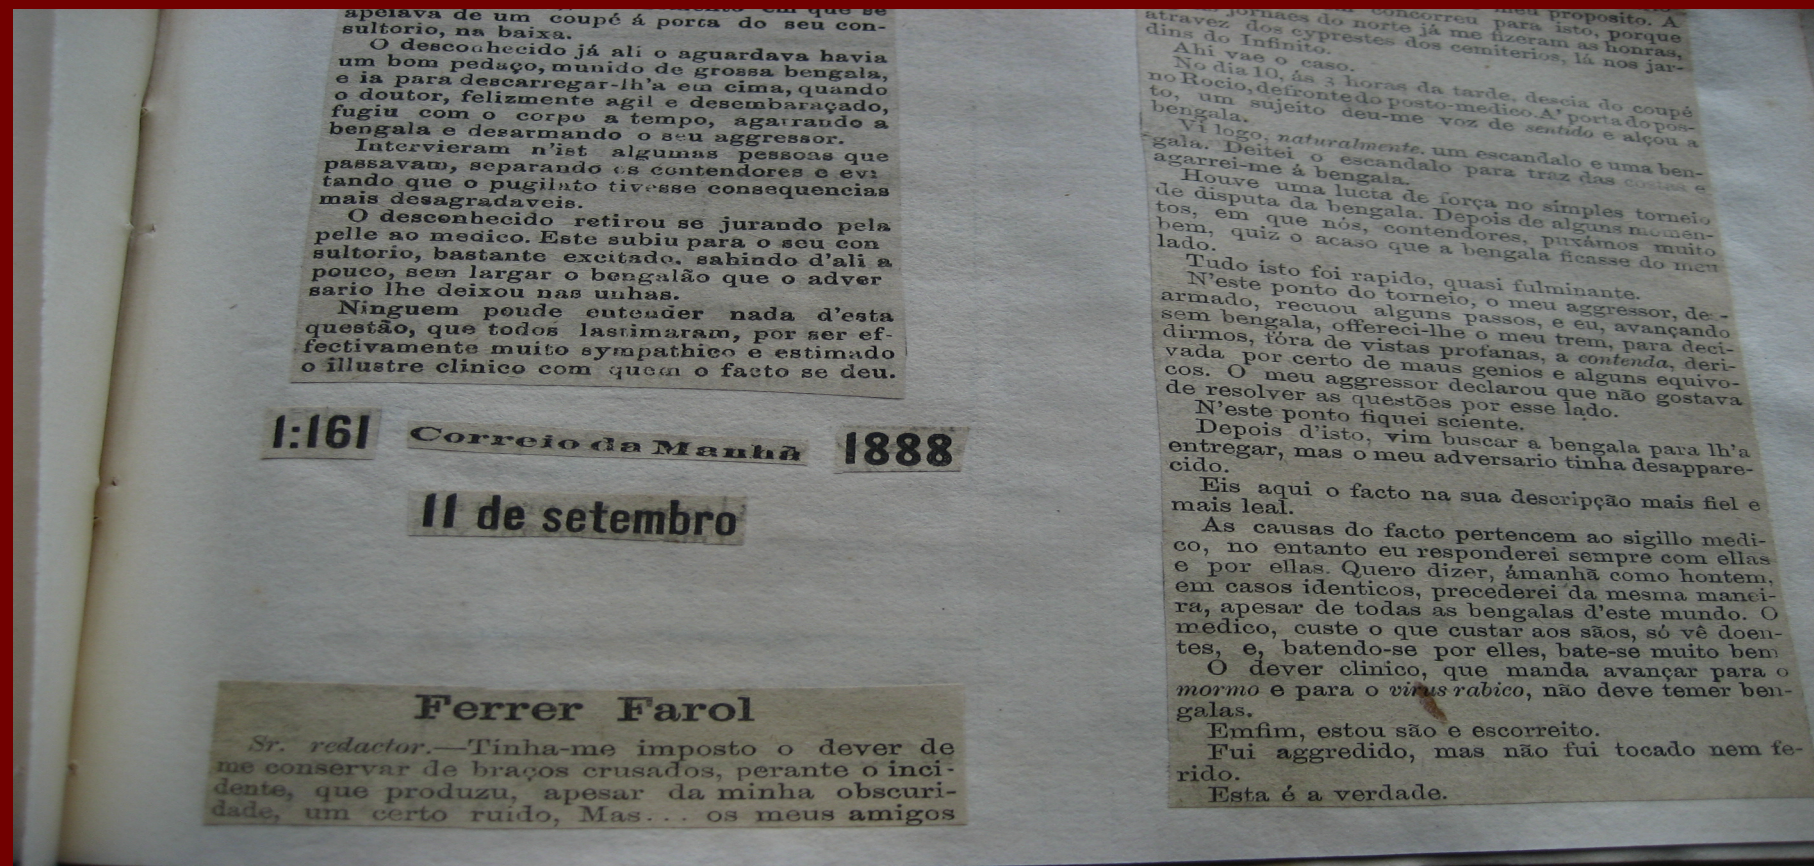 apeiava de um coupé á porta do seu con-
sultorio, na baixa.
O desconhecido já ali o aguardava havia
um bom pedaço, munido de grossa bengala,
e ia para descarregar-lh'a em cima, quando
o doutor, felizmente agil e desembaraçado,
fugiu com o corpo a tempo, agarrando a
bengala e desarmando o seu aggressor.
Intervieram n'ist algumas pessoas que
passavam, separando os contendores e evi
tando que o pugilato tivesse consequencias
mais desagradaveis.
O desconhecido retirou se jurando pela
pelle ao medico. Este subiu para o seu con
sultorio, bastante excitado, sahindo d'ali a
pouco, sem largar o bengalão que o adver
sario lhe deixou nas unhas.
Ninguem poude entender nada d'esta
questão, que todos lastimaram, por ser ef-
fectivamente muito sympathico e estimado
o illustre clinico com quem o facto se deu.
1:161 Correio da Manhã 1888
11 de setembro
Ferrer Farol
Sr. redactor.—Tinha-me imposto o dever de
me conservar de braços crusados, perante o inci-
dente, que produzu, apesar da minha obscuri-
dade, um certo ruido, Mas... os meus amigos
proposito. A
concorreu para isto, porque
jornaes do norte já me fizeram as honras,
atravez dos cyprestes dos cemiterios, lá nos jar-
dins do Infinito.
Ahi vae o caso.
No dia 10, ás 3 horas da tarde, descia do coupé
no Rocio, defronte do posto-medico. A' porta do pos-
to, um sujeito deu-me voz de sentido e alçou a
bengala.
Vi logo, naturalmente, um escandalo e uma ben-
gala. Deitei o escandalo para traz das costas e
agarrei-me á bengala.
Houve uma lucta de força no simples torneio
de disputa da bengala. Depois de alguns momen-
tos, em que nós, contendores, puxámos muito
bem, quiz o acaso que a bengala ficasse do meu
lado.
Tudo isto foi rapido, quasi fulminante.
N'este ponto do torneio, o meu aggressor, des-
armado, recuou alguns passos, e eu, avançando
sem bengala, offereci-lhe o meu trem, para deci-
dirmos, fóra de vistas profanas, a contenda, deri-
vada por certo de maus genios e alguns equivo-
cos. O meu aggressor declarou que não gostava
de resolver as questões por esse lado.
N'este ponto fiquei sciente.
Depois d'isto, vim buscar a bengala para lh'a
entregar, mas o meu adversario tinha desappare-
cido.
Eis aqui o facto na sua descripção mais fiel e
mais leal.
As causas do facto pertencem ao sigillo medi-
co, no entanto eu responderei sempre com ellas
e por ellas. Quero dizer, ámanhã como hontem,
em casos identicos, precederei da mesma manei-
ra, apesar de todas as bengalas d'este mundo. O
medico, custe o que custar aos sãos, só vê doen-
tes, e, batendo-se por elles, bate-se muito bem
O dever clinico, que manda avançar para o
mormo e para o virus rabico, não deve temer ben-
galas.
Emfim, estou são e escorreito.
Fui aggredido, mas não fui tocado nem fe-
rido.
Esta é a verdade.